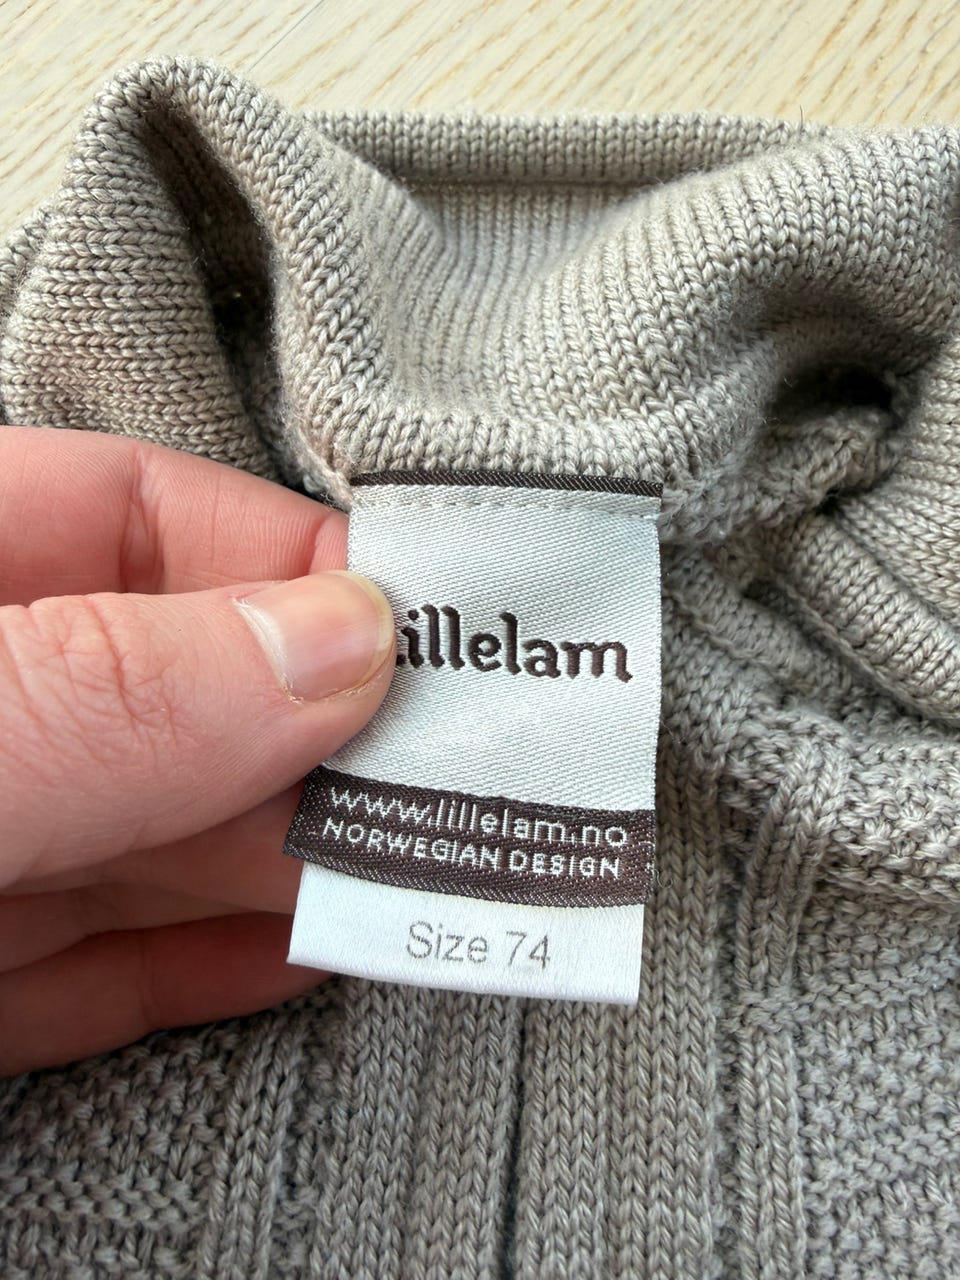 Lillelam
www.lillelam.no
NORWEGIAN DESIGN
Size 74